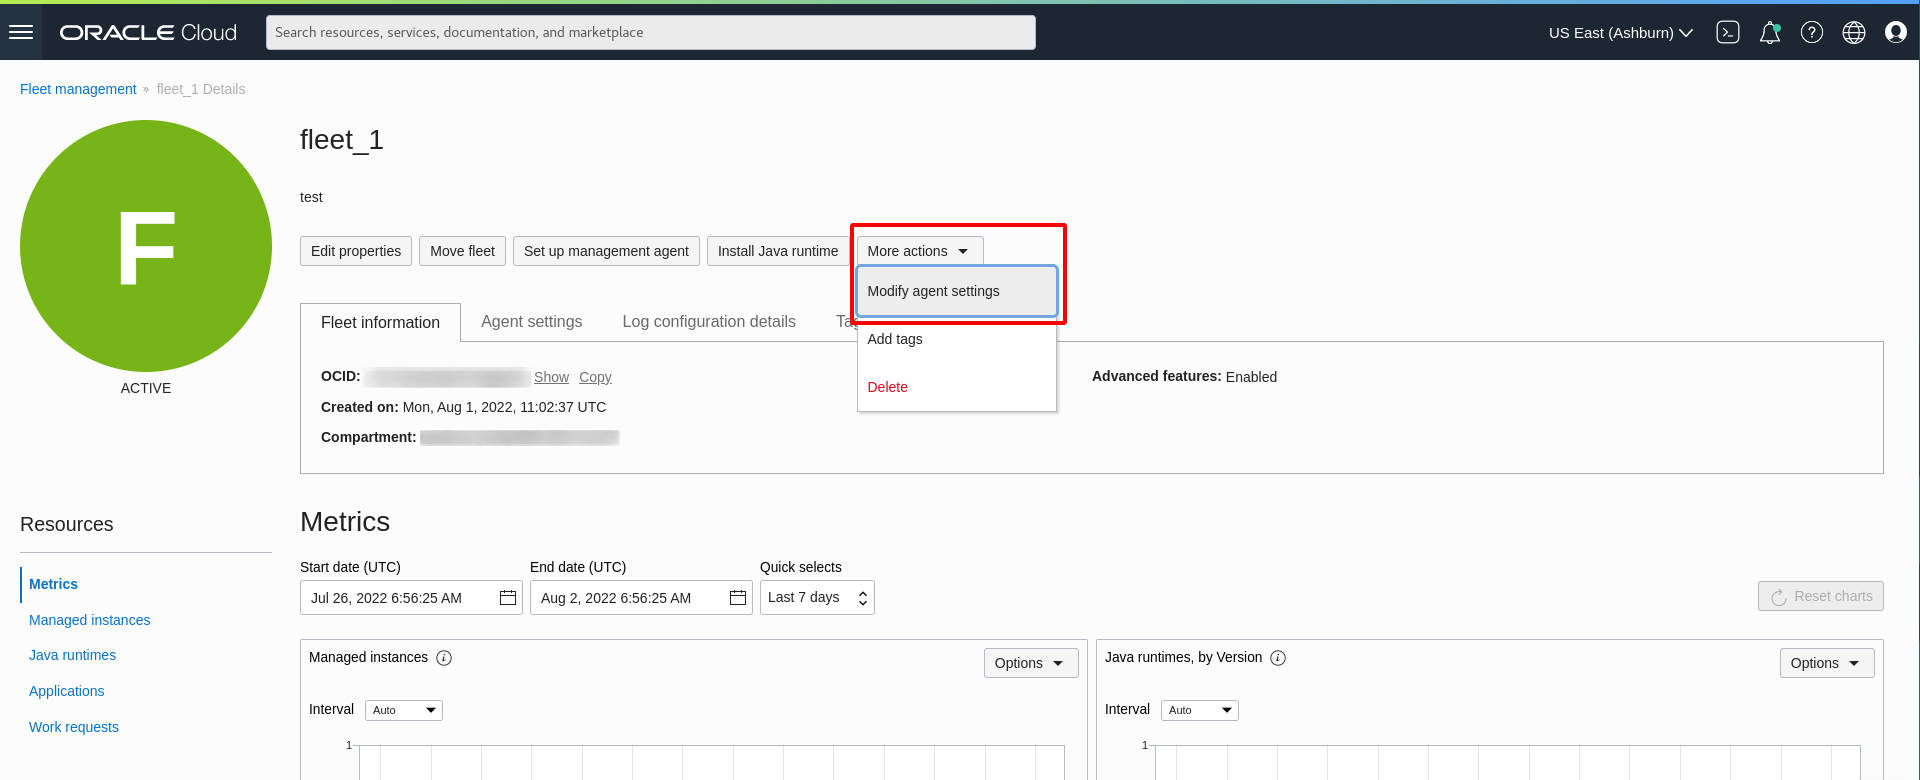 ORACLE Cloud
Search resources, services, documentation, and marketplace
US East (Ashburn)
Fleet management » fleet_1 Details
F
ACTIVE
fleet_1
test
Edit properties
Move fleet
Set up management agent
Install Java runtime
More actions
Modify agent settings
Add tags
Delete
Fleet information
Agent settings
Log configuration details
OCID: Show Copy
Created on: Mon, Aug 1, 2022, 11:02:37 UTC
Compartment:
Advanced features: Enabled
Resources
Metrics
Managed instances
Java runtimes
Applications
Work requests
Metrics
Start date (UTC)
Jul 26, 2022 6:56:25 AM
End date (UTC)
Aug 2, 2022 6:56:25 AM
Quick selects
Last 7 days
Reset charts
Managed instances
Options
Interval Auto
1
Java runtimes, by Version
Options
Interval Auto
1